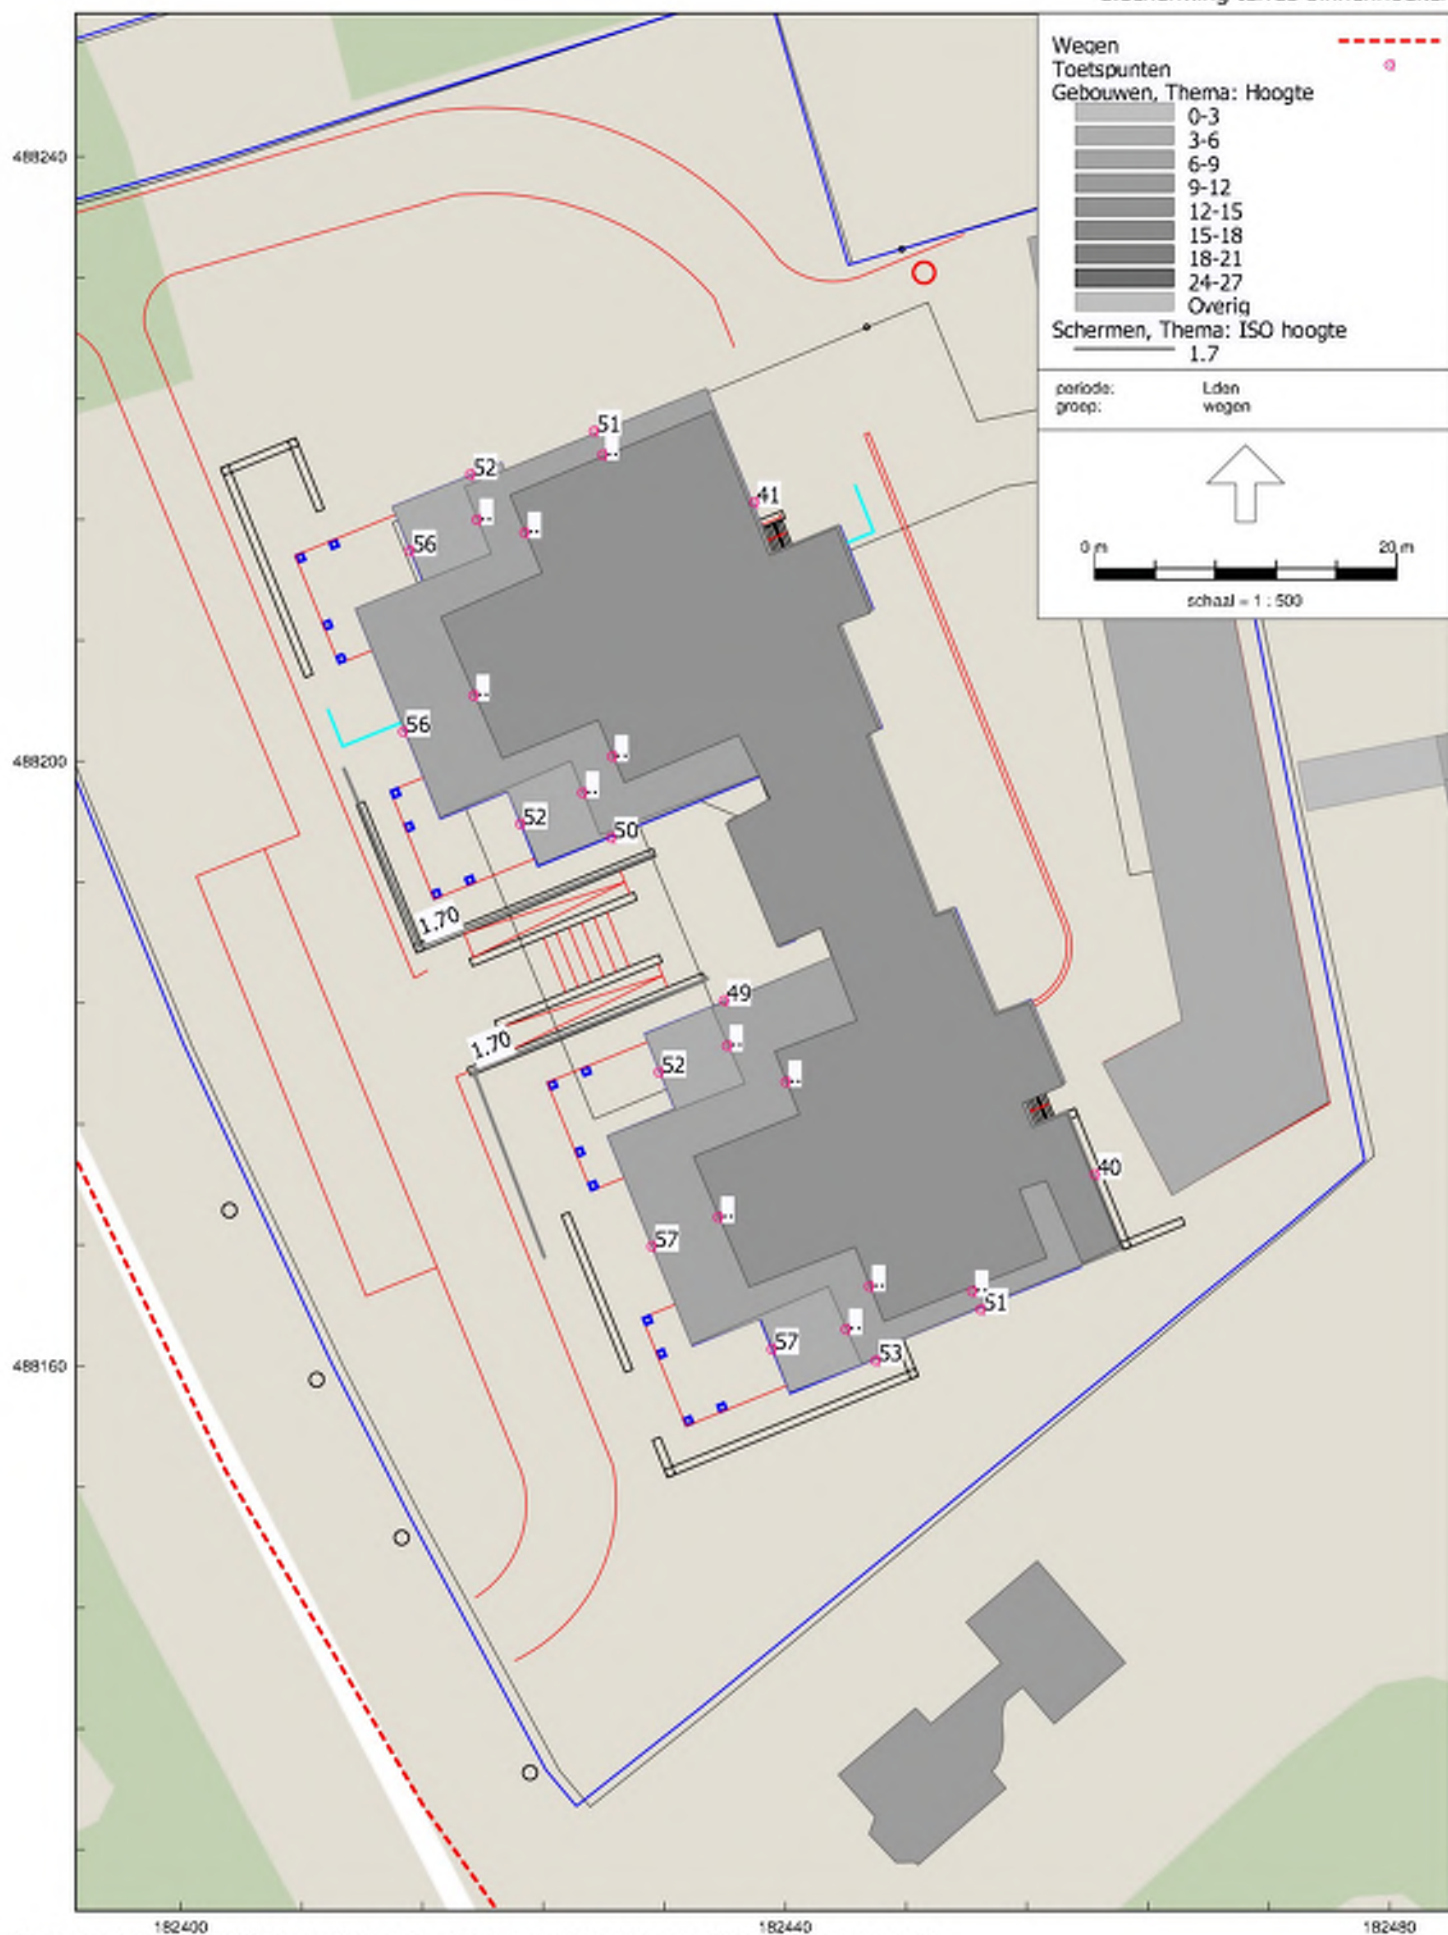 Wegen
Toetspunten
Gebouwen, Thema: Hoogte
0-3
3-6
6-9
9-12
12-15
15-18
18-21
24-27
Overig
Schermen, Thema: ISO hoogte
1.7
periode: Lden
groep: wegen
0 m 20 m
schaal = 1 : 500
488240
51
52
41
56
56
488200
52
50
1.70
49
1.70
52
40
57
51
57
53
488160
182400 182440 182480